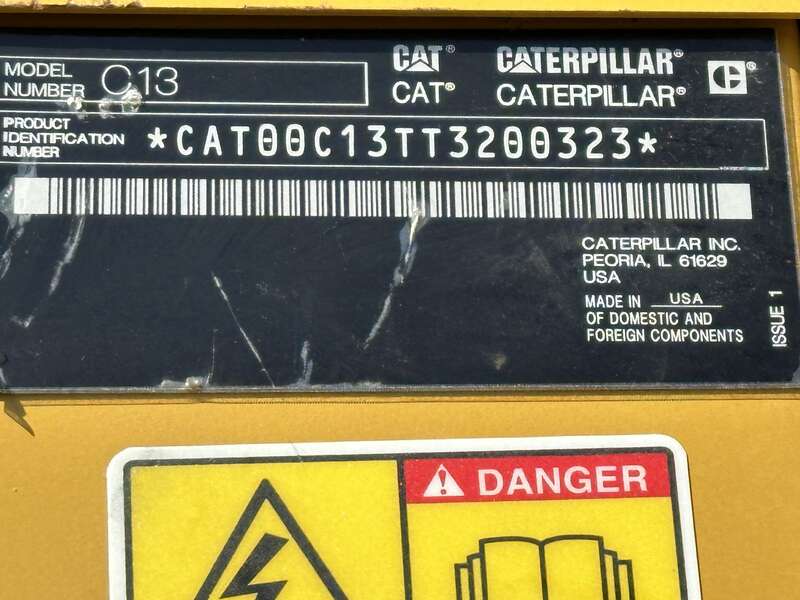 MODEL
NUMBER C13
CAT® CATERPILLAR®
CAT® CATERPILLAR®
PRODUCT
IDENTIFICATION
NUMBER
*CAT00C13TT3200323*
CATERPILLAR INC.
PEORIA, IL 61629
USA
MADE IN USA
OF DOMESTIC AND
FOREIGN COMPONENTS
ISSUE 1
DANGER